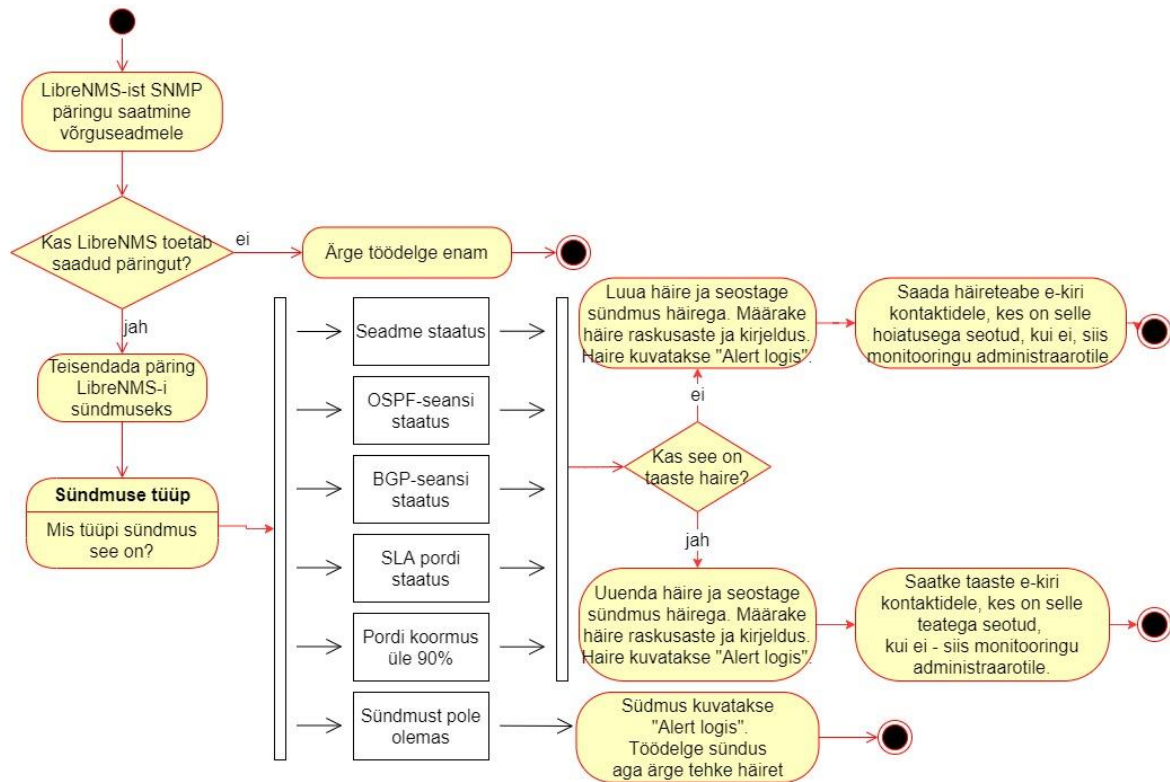 LibreNMS-ist SNMP
päringu saatmine
võrguseadmele
Kas LibreNMS toetab
saadud päringut?
ei
Ärge töödelge enam
jah
Teisendada päring
LibreNMS-i
sündmuseks
Sündmuse tüüp
Mis tüüpi sündmus
see on?
Seadme staatus
OSPF-seansi
staatus
BGP-seansi
staatus
SLA pordi
staatus
Pordi koormus
üle 90%
Sündmust pole
olemas
Luua häire ja seostage
sündmus häirega. Määrake
häire raskusaste ja kirjeldus.
Haire kuvatakse "Alert logis".
Saada häireteabe e-kiri
kontaktidele, kes on selle
hoiatusega seotud, kui ei, siis
monitooringu administraarotile.
ei
Kas see on
taaste haire?
jah
Uuenda häire ja seostage
sündmus häirega. Määrake
häire raskusaste ja kirjeldus.
Haire kuvatakse "Alert logis".
Saatke taaste e-kiri
kontaktidele, kes on selle
teatega seotud,
kui ei - siis monitooringu
administraarotile.
Südmus kuvatakse
"Alert logis".
Töödelge sündus
aga ärge tehke häiret